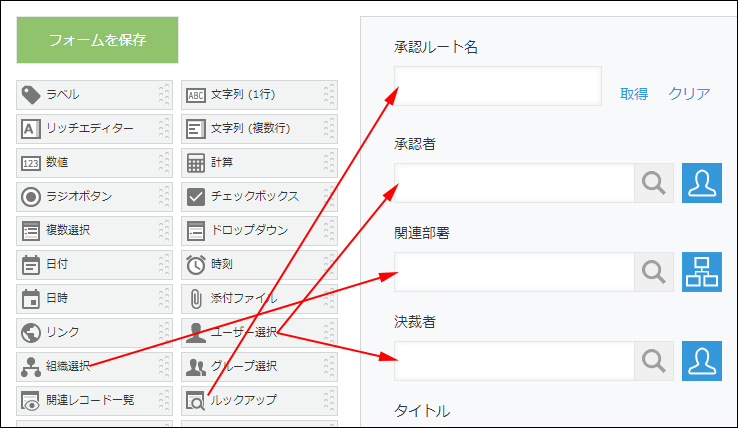 フォームを保存
ラベル
文字列 (1行)
リッチエディター
文字列 (複数行)
数値
計算
ラジオボタン
チェックボックス
複数選択
ドロップダウン
日付
時刻
日時
添付ファイル
リンク
ユーザー選択
組織選択
グループ選択
関連レコード一覧
ルックアップ
ABC
A
123
承認ルート名
取得 クリア
承認者
関連部署
決裁者
タイトル